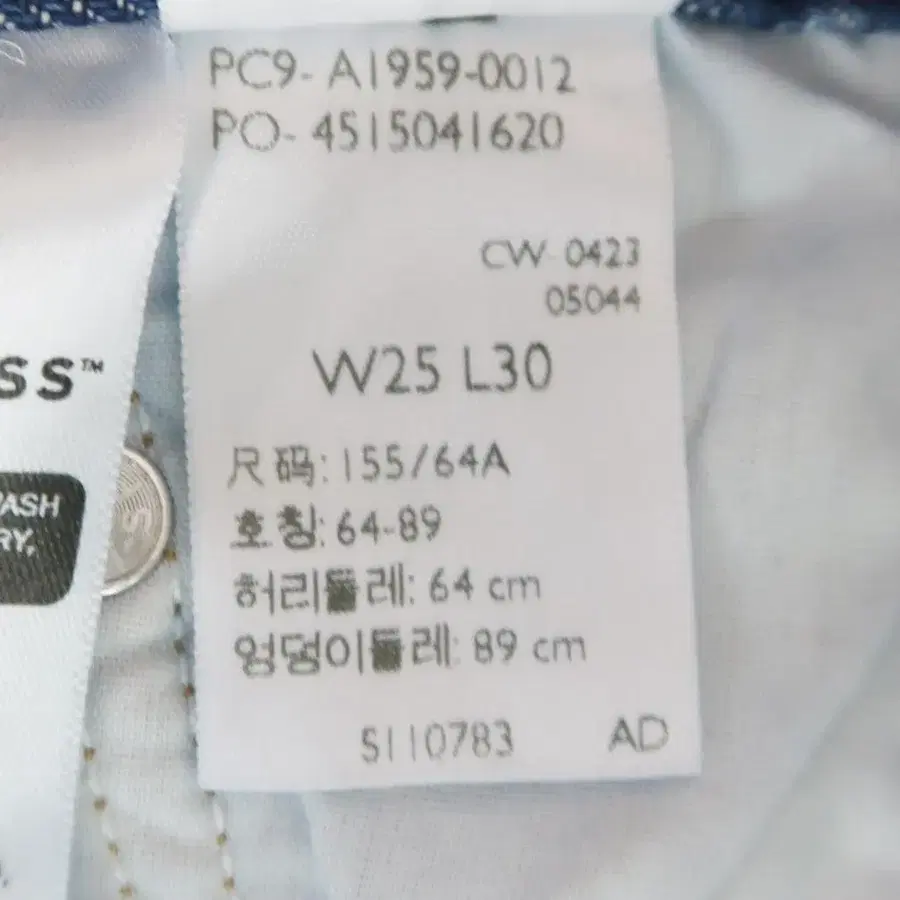 PC9- A1959-0012
PO- 4515041620
CW 0423
05044
W25 L30
尺码: 155/64A
호칭: 64-89
허리둘레: 64 cm
엉덩이둘레: 89 cm
5110783 AD
SS™
ASH
RY,